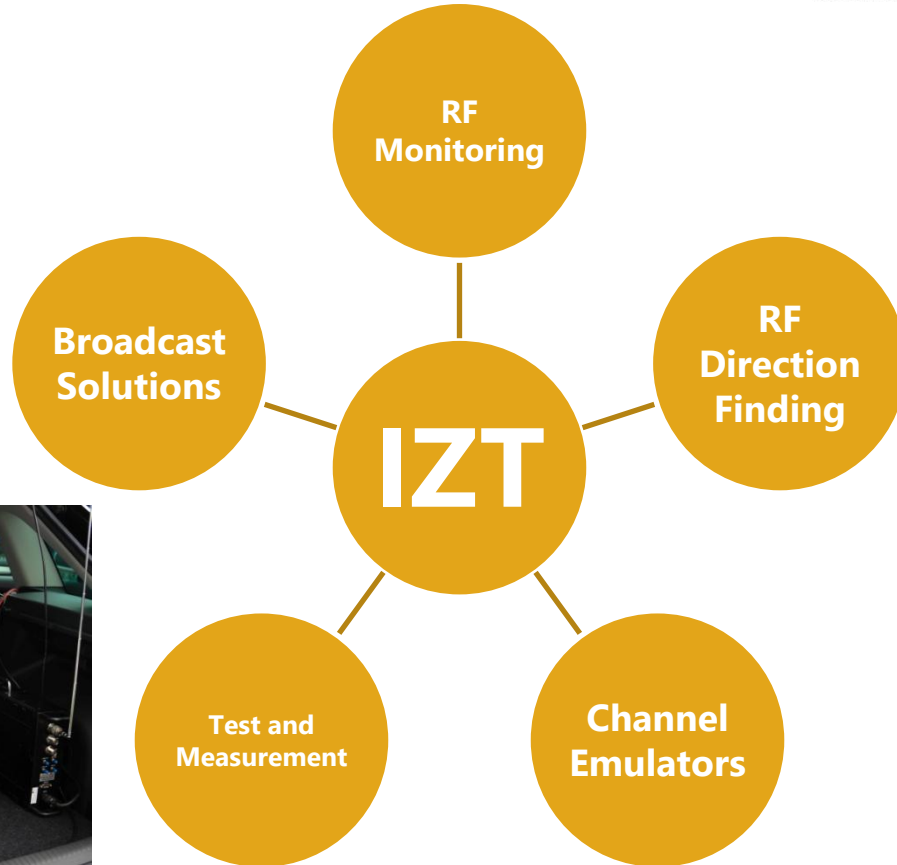 RF
Monitoring
Broadcast
Solutions
RF
Direction
Finding
IZT
Test and
Measurement
Channel
Emulators